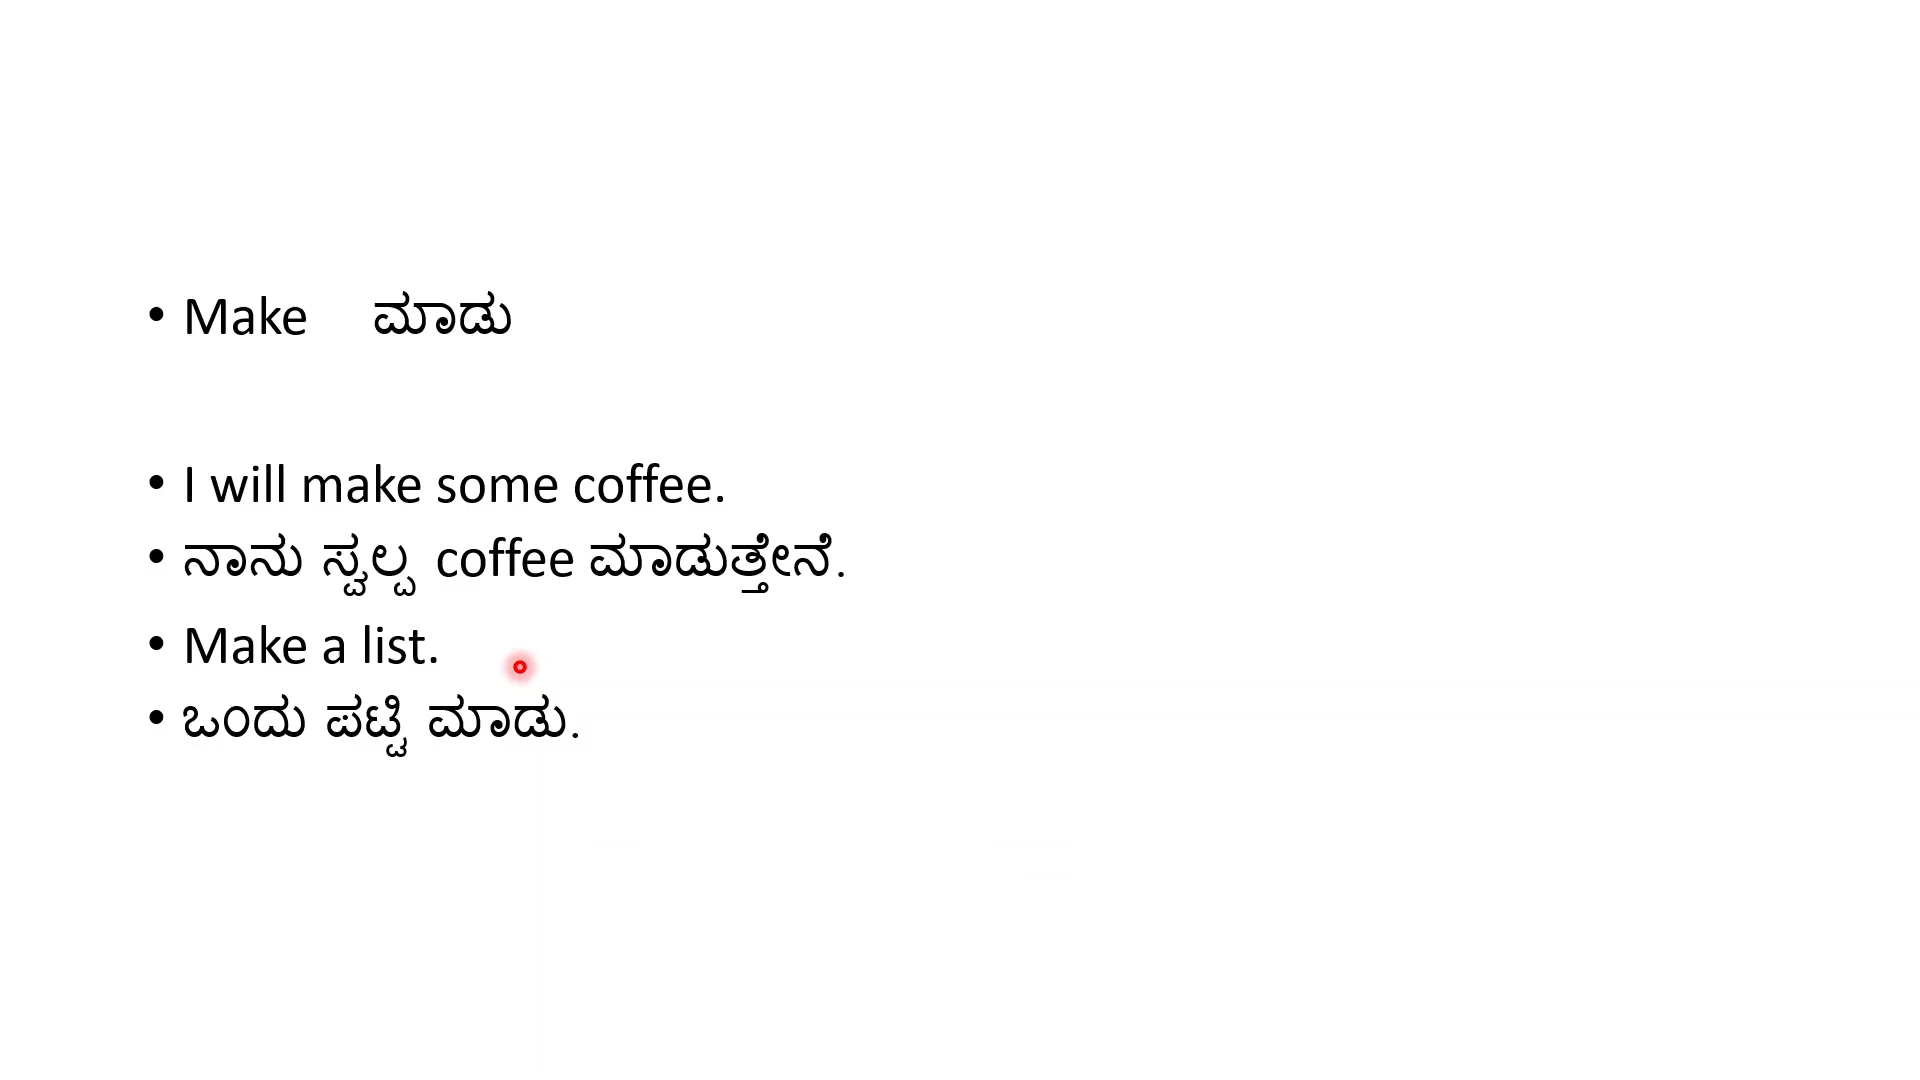 • Make ಮಾಡು
• I will make some coffee.
• ನಾನು ಸ್ವಲ್ಪ coffee ಮಾಡುತ್ತೇನೆ.
• Make a list.
• ಒಂದು ಪಟ್ಟಿ ಮಾಡು.